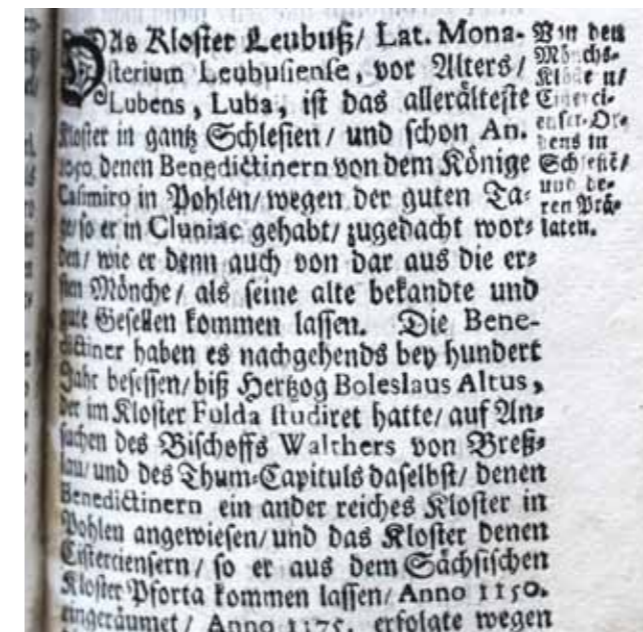 Das Kloſter Leubuß/ Lat. Mona-
ſterium Leubuſienſe, vor Alters/
Lubens, Luba, iſt das allerälteſte
Kloſter in gantz Schleſien/ und ſchon An.
denen Benedictinern von dem Könige
Caſimiro in Pohlen/ wegen der guten Ta-
ge/ ſo er in Cluniac gehabt/ zugedacht wor-
den/ wie er denn auch von dar aus die er-
ſten Mönche/ als ſeine alte bekandte und
gute Geſellen kommen laſſen. Die Bene-
dictiner haben es nachgehends bey hundert
Jahr beſeſſen/ biß Hertzog Boleslaus Altus,
der im Kloſter Fulda ſtudiret hatte/ auf An-
ſuchen des Biſchoffs Walthers von Breß-
lau/ und des Thum-Capituls daſelbſt/ denen
Benedictinern ein ander reiches Kloſter in
Pohlen angewieſen/ und das Kloſter denen
Ciſtercienſern/ ſo er aus dem Sächſiſchen
Kloſter Pforta kommen laſſen/ Anno 1150.
eingeräumet/ Anno 1175. erfolgte wegen
Von den
Mönchs-
Ciſterci-
enſer-Or-
dens in
Schleſiē/
und de-
ren Prä-
laten.